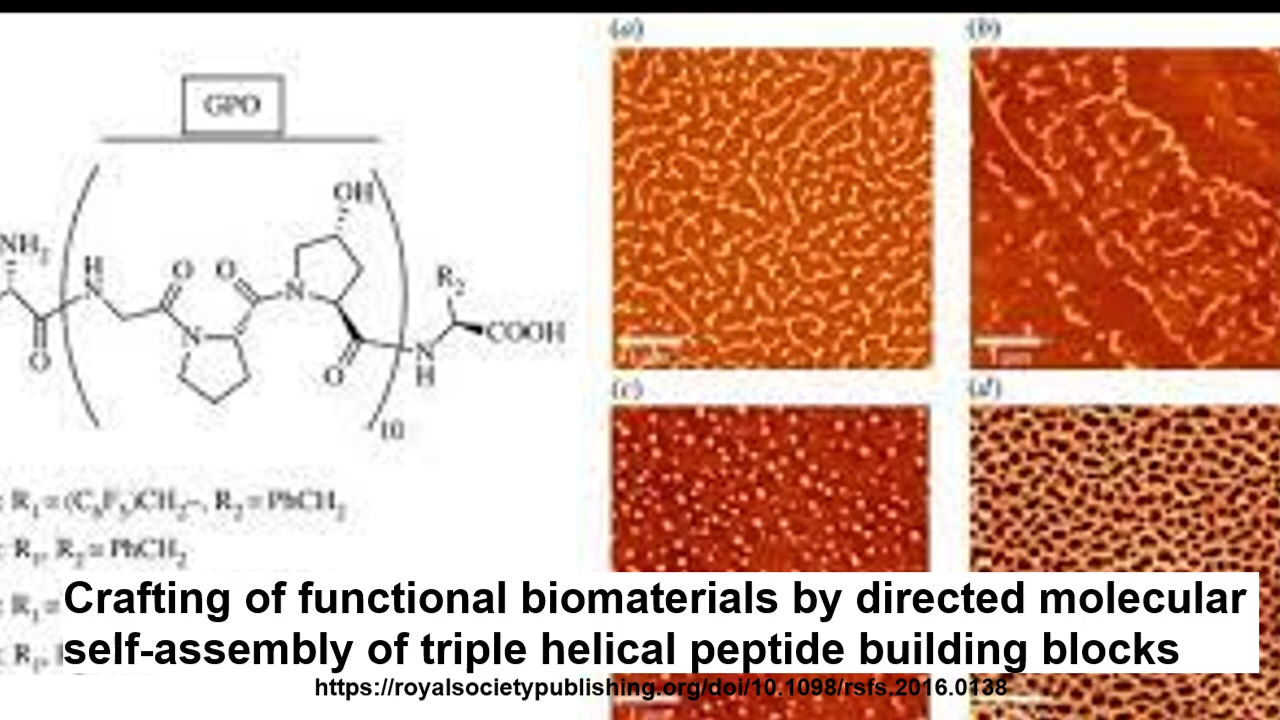 (a)
(b)
GPO
OH
NH2
H
O
O
N
R2
N
COOH
O
N
H
O
10
(c)
(d)
: R1 = (C6F5)CH2–, R2 = PhCH2
: R1, R2 = PhCH2
: R1 =
: R1,
Crafting of functional biomaterials by directed molecular
self-assembly of triple helical peptide building blocks
https://royalsocietypublishing.org/doi/10.1098/rsfs.2016.0138